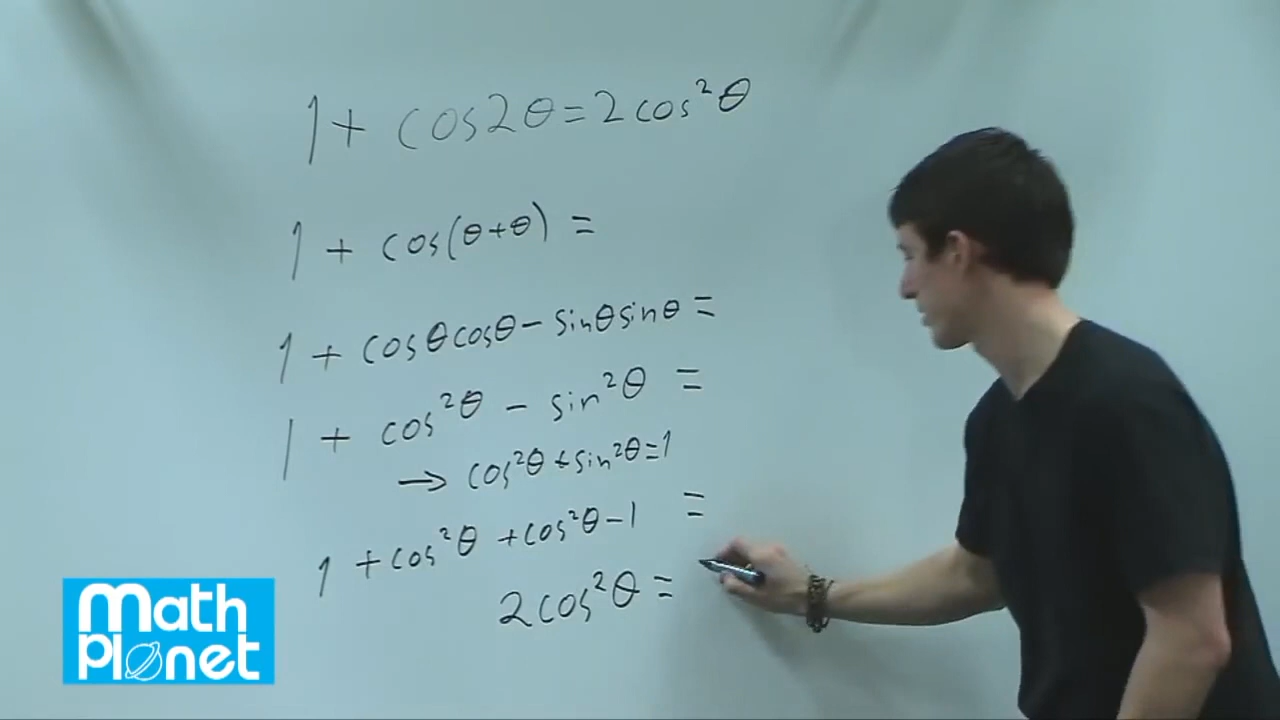 1 + cos2θ = 2cos²θ
1 + cos(θ+θ) =
1 + cosθcosθ - sinθsinθ =
1 + cos²θ - sin²θ =
→ cos²θ + sin²θ = 1
1 + cos²θ + cos²θ - 1 =
2cos²θ =
Math
Planet